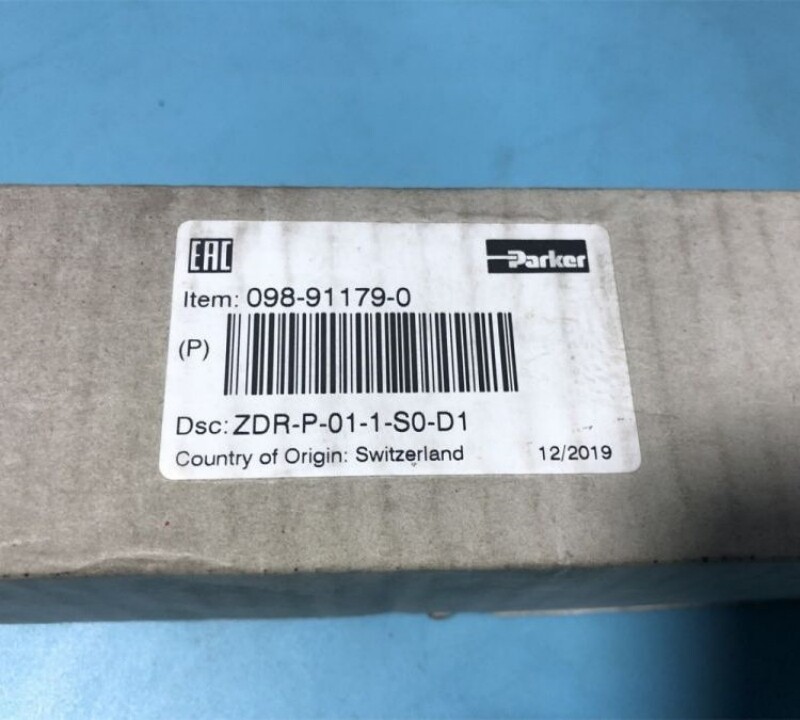 EAC
Parker
Item: 098-91179-0
(P)
Dsc: ZDR-P-01-1-S0-D1
Country of Origin: Switzerland 12/2019